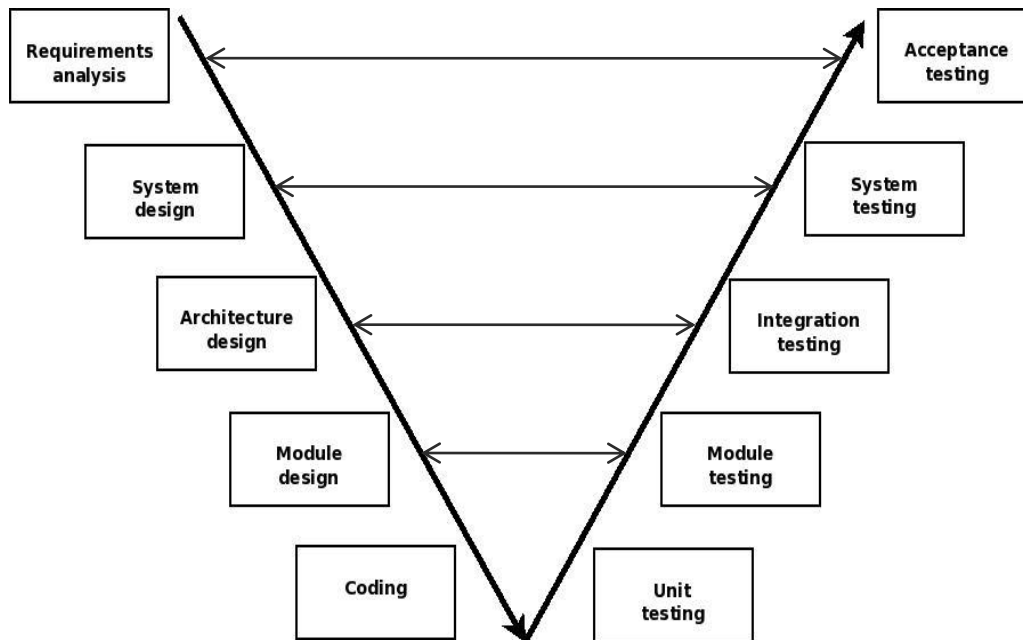 Requirements
analysis
Acceptance
testing
System
design
System
testing
Architecture
design
Integration
testing
Module
design
Module
testing
Coding
Unit
testing